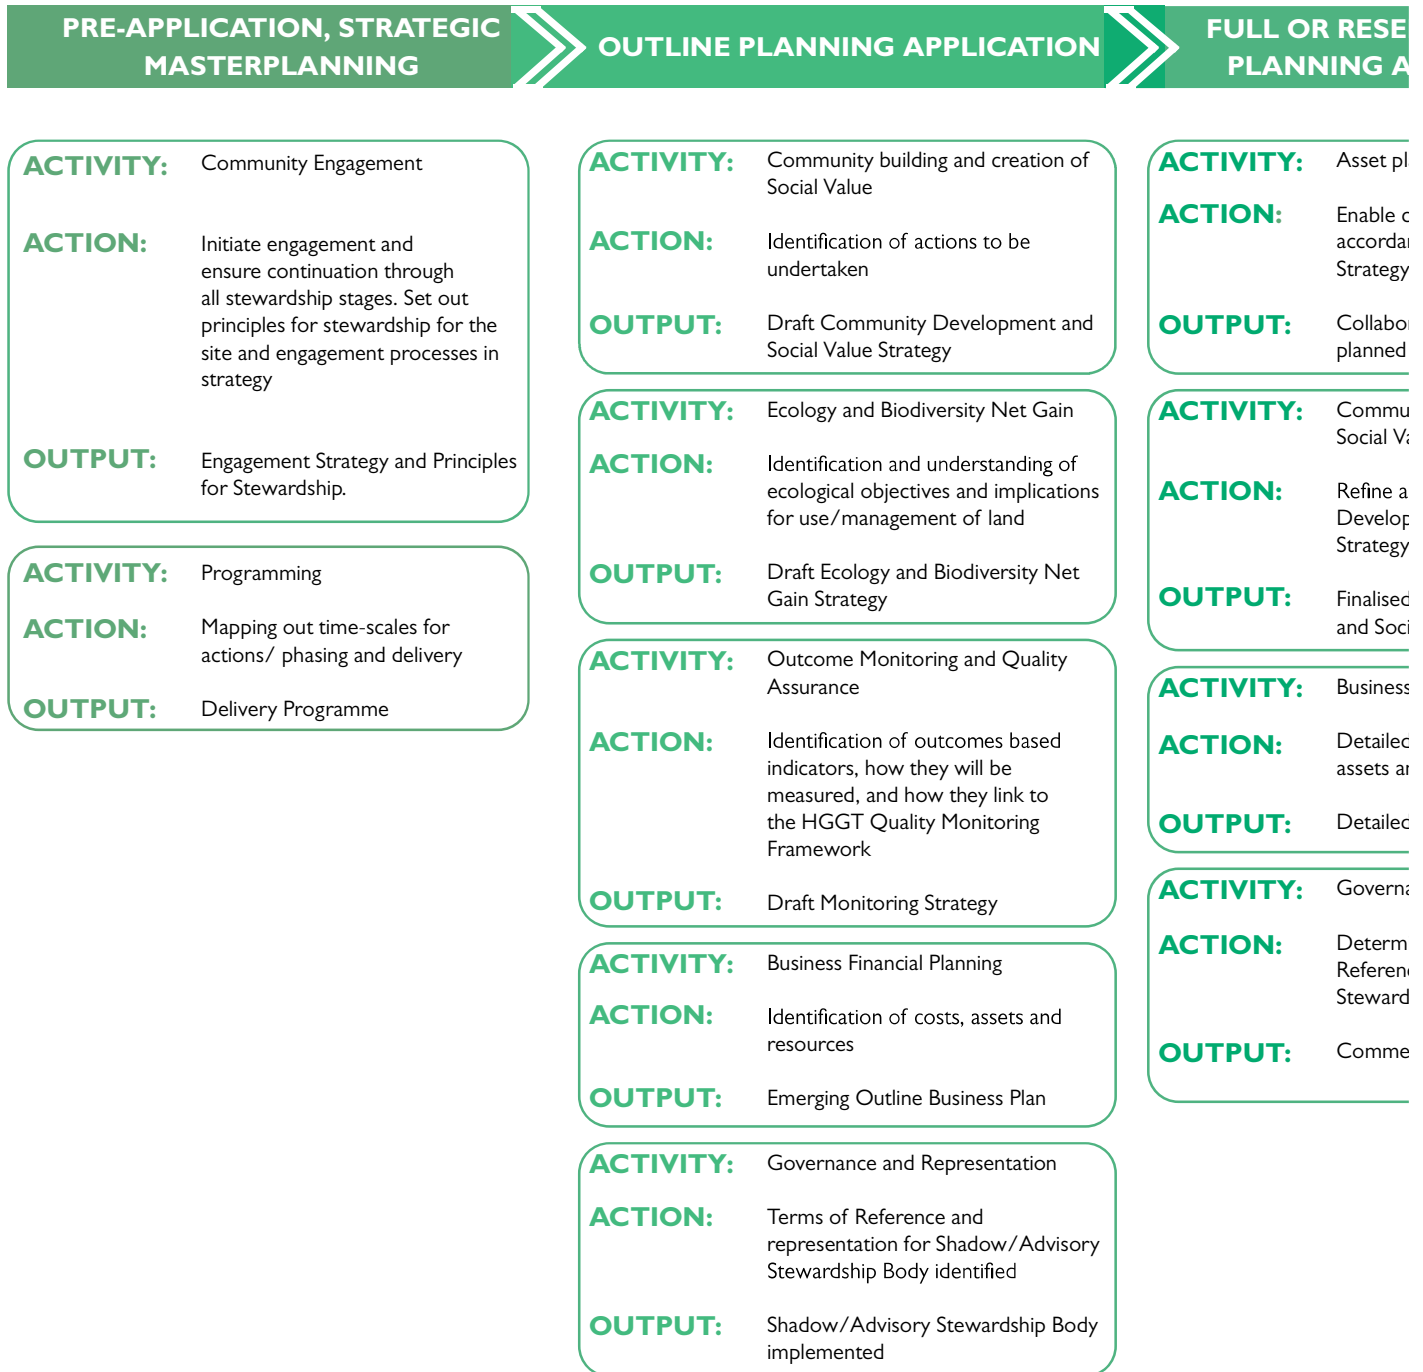 PRE-APPLICATION, STRATEGIC
MASTERPLANNING
ACTIVITY: Community Engagement
ACTION: Initiate engagement and
ensure continuation through
all stewardship stages. Set out
principles for stewardship for the
site and engagement processes in
strategy
OUTPUT: Engagement Strategy and Principles
for Stewardship.
ACTIVITY: Programming
ACTION: Mapping out time-scales for
actions/ phasing and delivery
OUTPUT: Delivery Programme
OUTLINE PLANNING APPLICATION
ACTIVITY: Community building and creation of
Social Value
ACTION: Identification of actions to be
undertaken
OUTPUT: Draft Community Development and
Social Value Strategy
ACTIVITY: Ecology and Biodiversity Net Gain
ACTION: Identification and understanding of
ecological objectives and implications
for use/management of land
OUTPUT: Draft Ecology and Biodiversity Net
Gain Strategy
ACTIVITY: Outcome Monitoring and Quality
Assurance
ACTION: Identification of outcomes based
indicators, how they will be
measured, and how they link to
the HGGT Quality Monitoring
Framework
OUTPUT: Draft Monitoring Strategy
ACTIVITY: Business Financial Planning
ACTION: Identification of costs, assets and
resources
OUTPUT: Emerging Outline Business Plan
ACTIVITY: Governance and Representation
ACTION: Terms of Reference and
representation for Shadow/Advisory
Stewardship Body identified
OUTPUT: Shadow/Advisory Stewardship Body
implemented
FULL OR
PLANNING
ACTIVITY: Asset
ACTION: Enable
Strategy
OUTPUT:
planned
ACTIVITY:
Social
ACTION: Refine
Strategy
OUTPUT: Finalised
and
ACTIVITY: Business
ACTION: Detailed
assets
OUTPUT: Detailed
ACTIVITY:
ACTION:
OUTPUT: